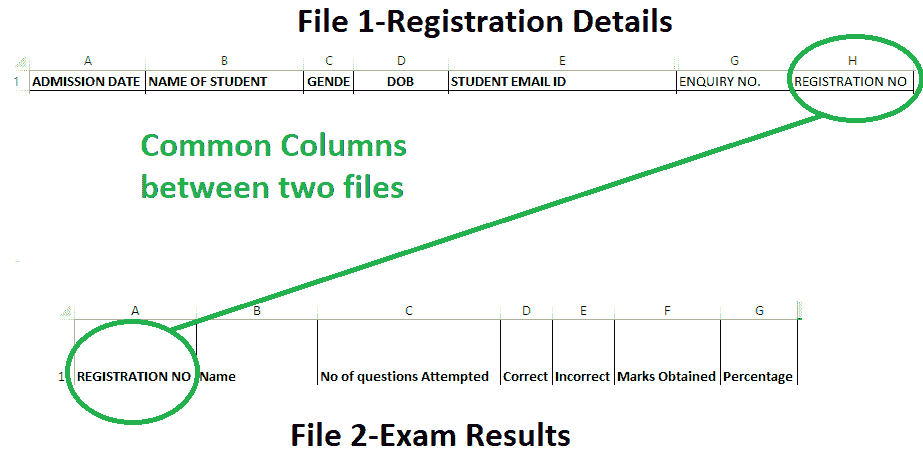 File 1-Registration Details
A B C D E G H
1 ADMISSION DATE NAME OF STUDENT GENDE DOB STUDENT EMAIL ID ENQUIRY NO. REGISTRATION NO
Common Columns
between two files
A B C D E F G
1 REGISTRATION NO Name No of questions Attempted Correct Incorrect Marks Obtained Percentage
File 2-Exam Results